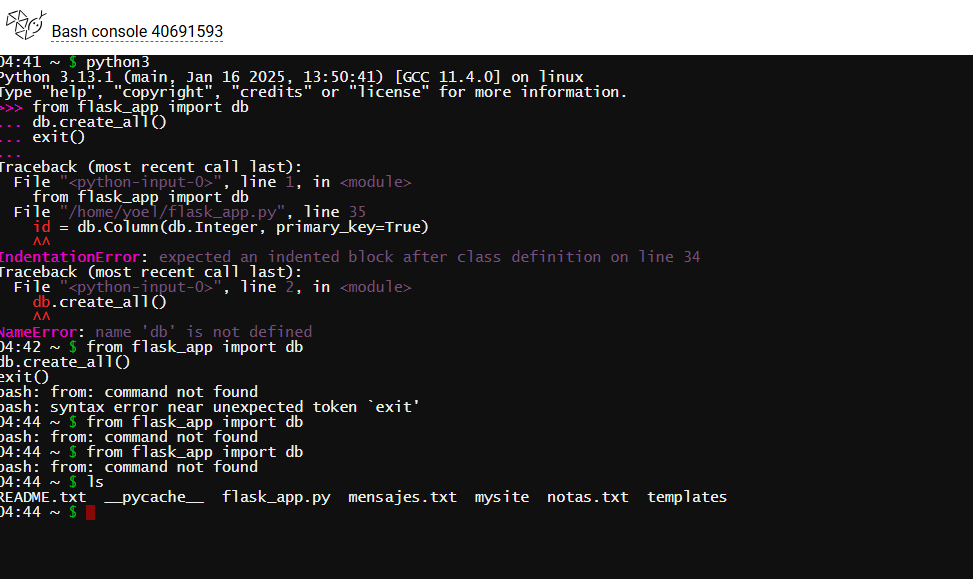 Bash console 40691593
04:41 ~ $ python3
Python 3.13.1 (main, Jan 16 2025, 13:50:41) [GCC 11.4.0] on linux
Type "help", "copyright", "credits" or "license" for more information.
>>> from flask_app import db
... db.create_all()
... exit()
...
Traceback (most recent call last):
  File "<python-input-0>", line 1, in <module>
    from flask_app import db
  File "/home/yoel/flask_app.py", line 35
    id = db.Column(db.Integer, primary_key=True)
    ^^
IndentationError: expected an indented block after class definition on line 34
Traceback (most recent call last):
  File "<python-input-0>", line 2, in <module>
    db.create_all()
    ^^
NameError: name 'db' is not defined
04:42 ~ $ from flask_app import db
db.create_all()
exit()
bash: from: command not found
bash: syntax error near unexpected token `exit'
04:44 ~ $ from flask_app import db
bash: from: command not found
04:44 ~ $ from flask_app import db
bash: from: command not found
04:44 ~ $ ls
README.txt  __pycache__  flask_app.py  mensajes.txt  mysite  notas.txt  templates
04:44 ~ $